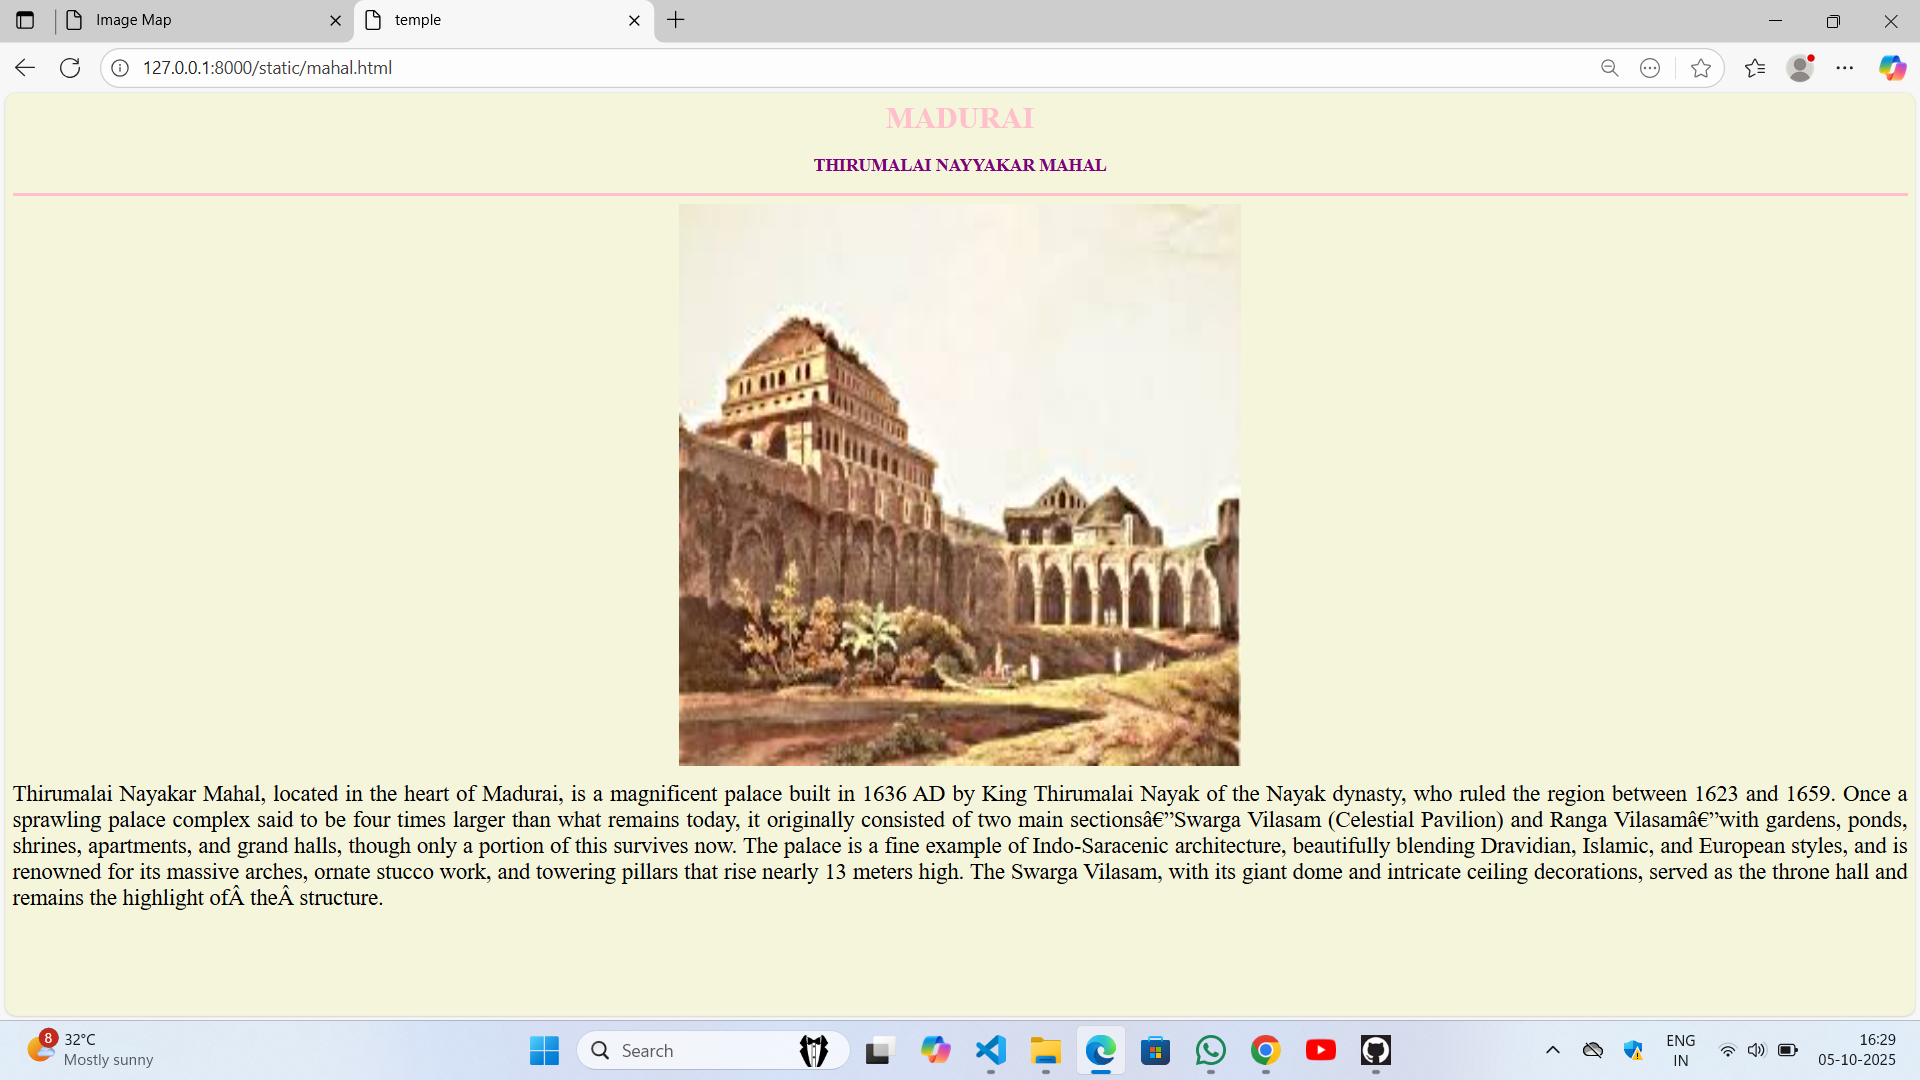 Image Map
temple
127.0.0.1:8000/static/mahal.html
MADURAI
THIRUMALAI NAYYAKAR MAHAL
Thirumalai Nayakar Mahal, located in the heart of Madurai, is a magnificent palace built in 1636 AD by King Thirumalai Nayak of the Nayak dynasty, who ruled the region between 1623 and 1659. Once a
sprawling palace complex said to be four times larger than what remains today, it originally consisted of two main sectionsâ€”Swarga Vilasam (Celestial Pavilion) and Ranga Vilasamâ€”with gardens, ponds,
shrines, apartments, and grand halls, though only a portion of this survives now. The palace is a fine example of Indo-Saracenic architecture, beautifully blending Dravidian, Islamic, and European styles, and is
renowned for its massive arches, ornate stucco work, and towering pillars that rise nearly 13 meters high. The Swarga Vilasam, with its giant dome and intricate ceiling decorations, served as the throne hall and
remains the highlight ofÂ theÂ structure.
8
32°C
Mostly sunny
Search
ENG
IN
16:29
05-10-2025